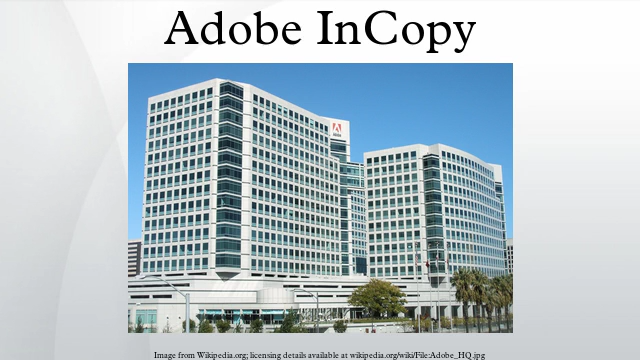 Adobe InCopy
Image from Wikipedia.org; licensing details available at wikipedia.org/wiki/File:Adobe_HQ.jpg